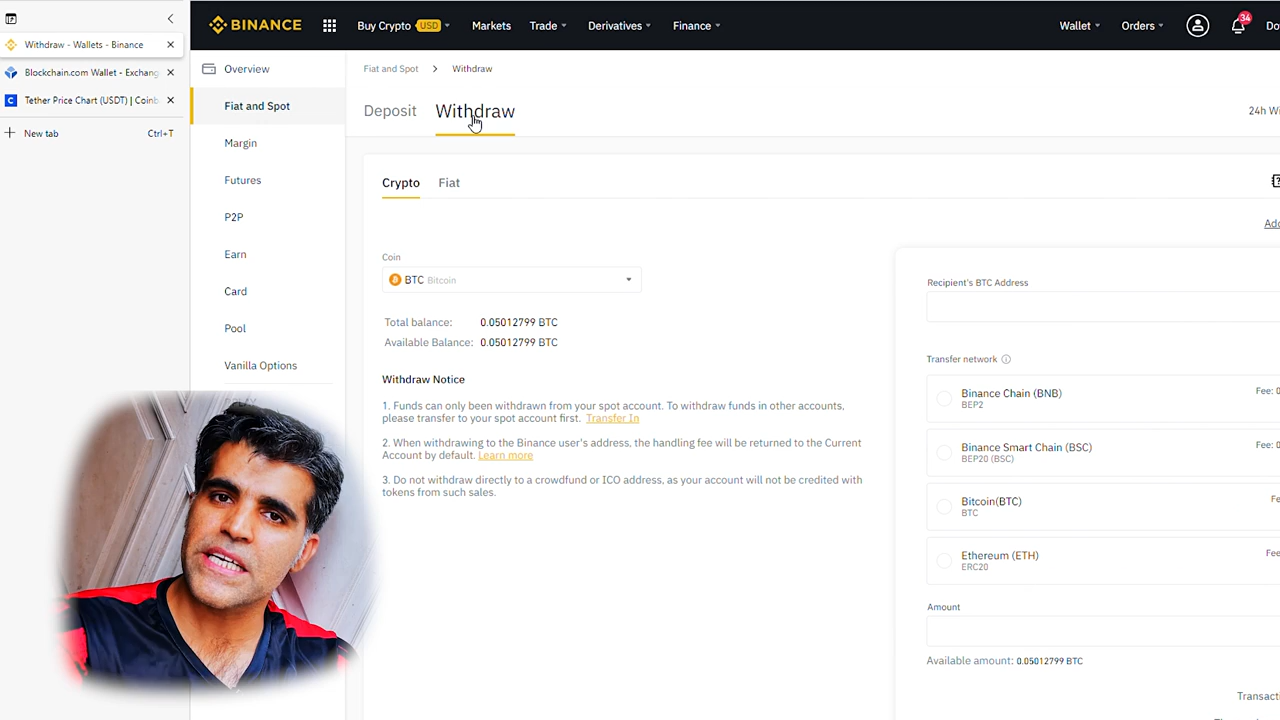 Withdraw - Wallets - Binance
Blockchain.com Wallet - Exchang
Tether Price Chart (USDT) | Coinb
New tab Ctrl+T
BINANCE Buy Crypto USD Markets Trade Derivatives Finance Wallet Orders 34
Overview
Fiat and Spot
Margin
Futures
P2P
Earn
Card
Pool
Vanilla Options
Fiat and Spot > Withdraw
Deposit Withdraw 24h Wi
Crypto Fiat
Coin
BTC Bitcoin
Total balance: 0.05012799 BTC
Available Balance: 0.05012799 BTC
Withdraw Notice
1. Funds can only been withdrawn from your spot account. To withdraw funds in other accounts,
please transfer to your spot account first. Transfer In
2. When withdrawing to the Binance user's address, the handling fee will be returned to the Current
Account by default. Learn more
3. Do not withdraw directly to a crowdfund or ICO address, as your account will not be credited with
tokens from such sales.
Recipient's BTC Address
Transfer network
Binance Chain (BNB) Fee: 0
BEP2
Binance Smart Chain (BSC) Fee: 0
BEP20 (BSC)
Bitcoin(BTC) Fe
BTC
Ethereum (ETH) Fee
ERC20
Amount
Available amount: 0.05012799 BTC
Transacti